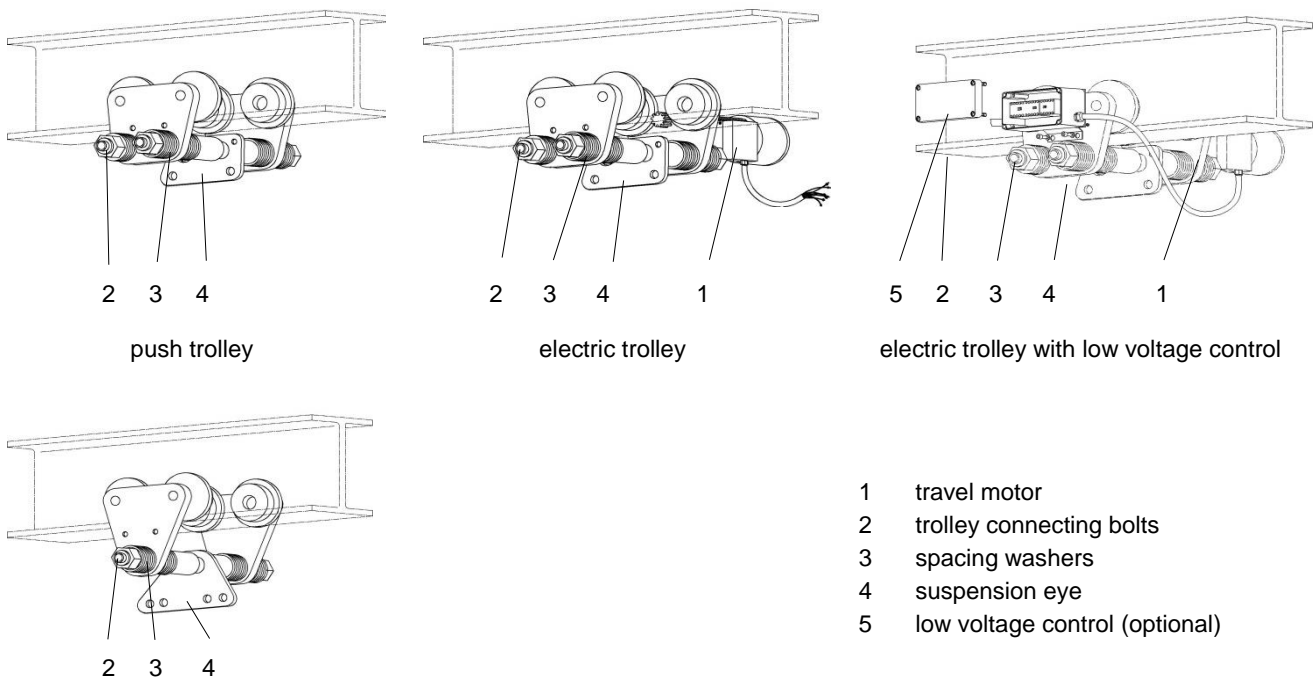 2 3 4
2 3 4 1
5 2 3 4 1
push trolley
electric trolley
electric trolley with low voltage control
2 3 4
1 travel motor
2 trolley connecting bolts
3 spacing washers
4 suspension eye
5 low voltage control (optional)